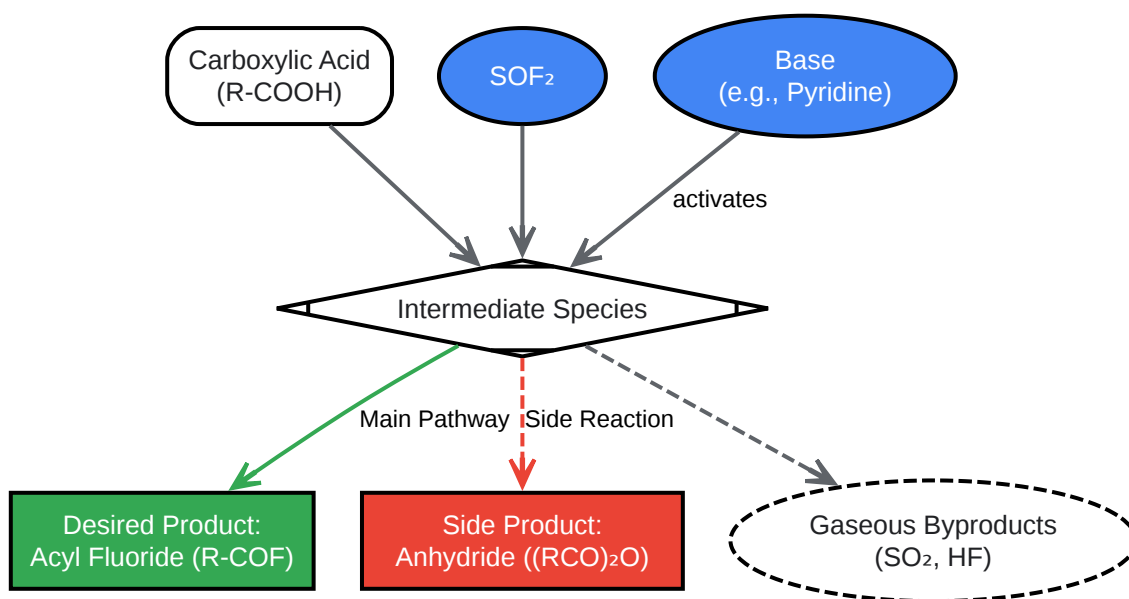 Carboxylic Acid
(R-COOH)
SOF₂
Base
(e.g., Pyridine)
activates
Intermediate Species
Main Pathway
Side Reaction
Desired Product:
Acyl Fluoride (R-COF)
Side Product:
Anhydride ((RCO)₂O)
Gaseous Byproducts
(SO₂, HF)